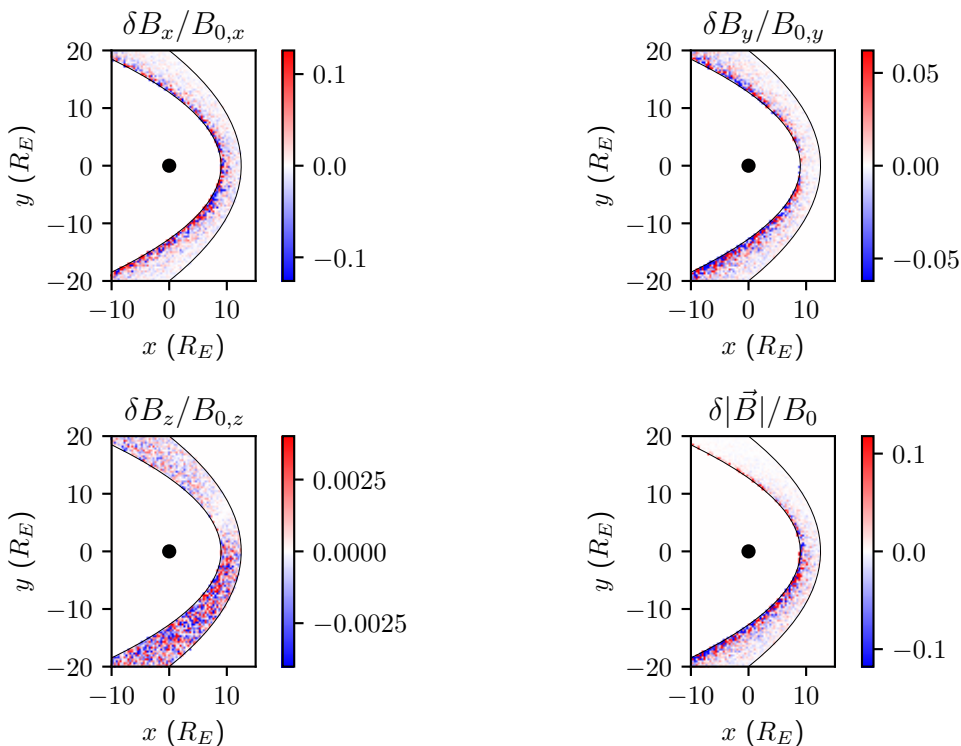 δB_x/B_{0,x}
20
10
0
−10
−20
y (R_E)
−10 0 10
x (R_E)
0.1
0.0
−0.1
δB_y/B_{0,y}
20
10
0
−10
−20
y (R_E)
−10 0 10
x (R_E)
0.05
0.00
−0.05
δB_z/B_{0,z}
20
10
0
−10
−20
y (R_E)
−10 0 10
x (R_E)
0.0025
0.0000
−0.0025
δ|\vec{B}|/B_0
20
10
0
−10
−20
y (R_E)
−10 0 10
x (R_E)
0.1
0.0
−0.1